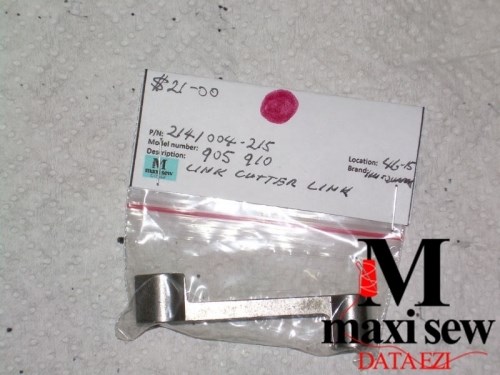 $21-00
P/N: 2141004-215
Model number:
Description: 905 910
LINK CUTTER LINK
Location: 46-15
Brand:
M
maxi sew
M
maxi sew
DATAEZI